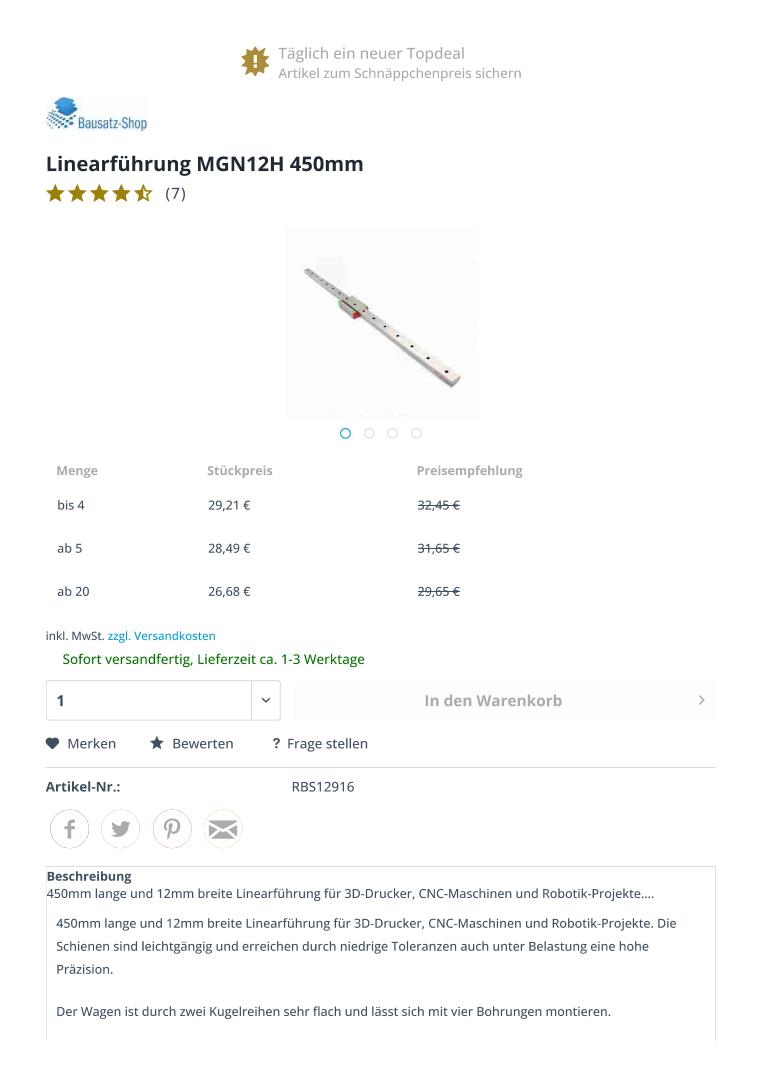 Täglich ein neuer Topdeal
Artikel zum Schnäppchenpreis sichern
Bausatz-Shop
Linearführung MGN12H 450mm
(7)
Menge Stückpreis Preisempfehlung
bis 4 29,21 € 32,45 €
ab 5 28,49 € 31,65 €
ab 20 26,68 € 29,65 €
inkl. MwSt. zzgl. Versandkosten
Sofort versandfertig, Lieferzeit ca. 1-3 Werktage
1 In den Warenkorb
Merken Bewerten ? Frage stellen
Artikel-Nr.: RBS12916
Beschreibung
450mm lange und 12mm breite Linearführung für 3D-Drucker, CNC-Maschinen und Robotik-Projekte....
450mm lange und 12mm breite Linearführung für 3D-Drucker, CNC-Maschinen und Robotik-Projekte. Die
Schienen sind leichtgängig und erreichen durch niedrige Toleranzen auch unter Belastung eine hohe
Präzision.
Der Wagen ist durch zwei Kugelreihen sehr flach und lässt sich mit vier Bohrungen montieren.